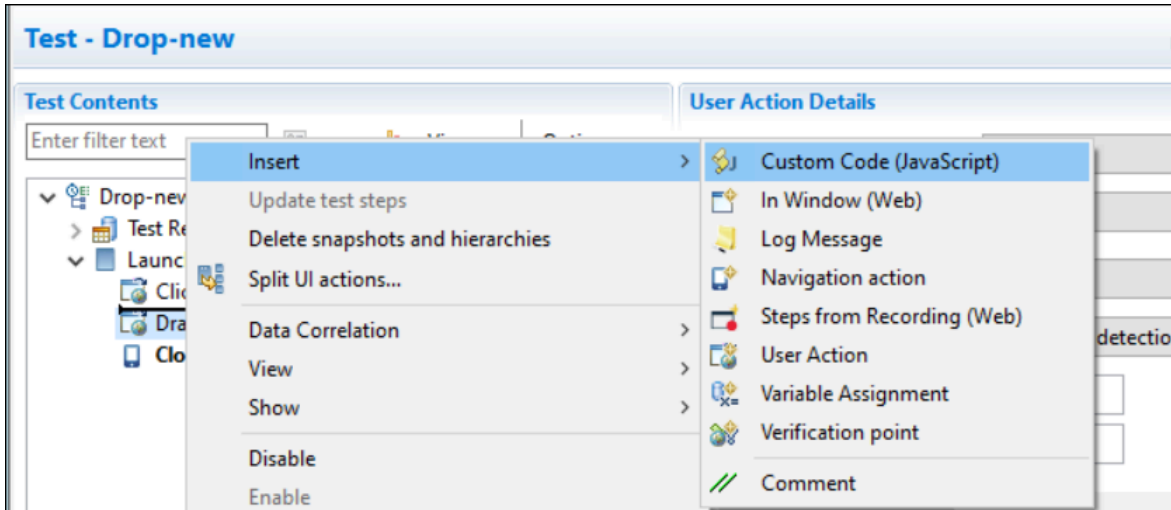 Test - Drop-new
Test Contents
User Action Details
Enter filter text
Drop-new
Test Re
Launc
Clic
Dra
Clo
Insert
Update test steps
Delete snapshots and hierarchies
Split UI actions...
Data Correlation
View
Show
Disable
Enable
Custom Code (JavaScript)
In Window (Web)
Log Message
Navigation action
Steps from Recording (Web)
User Action
Variable Assignment
Verification point
Comment
detectio